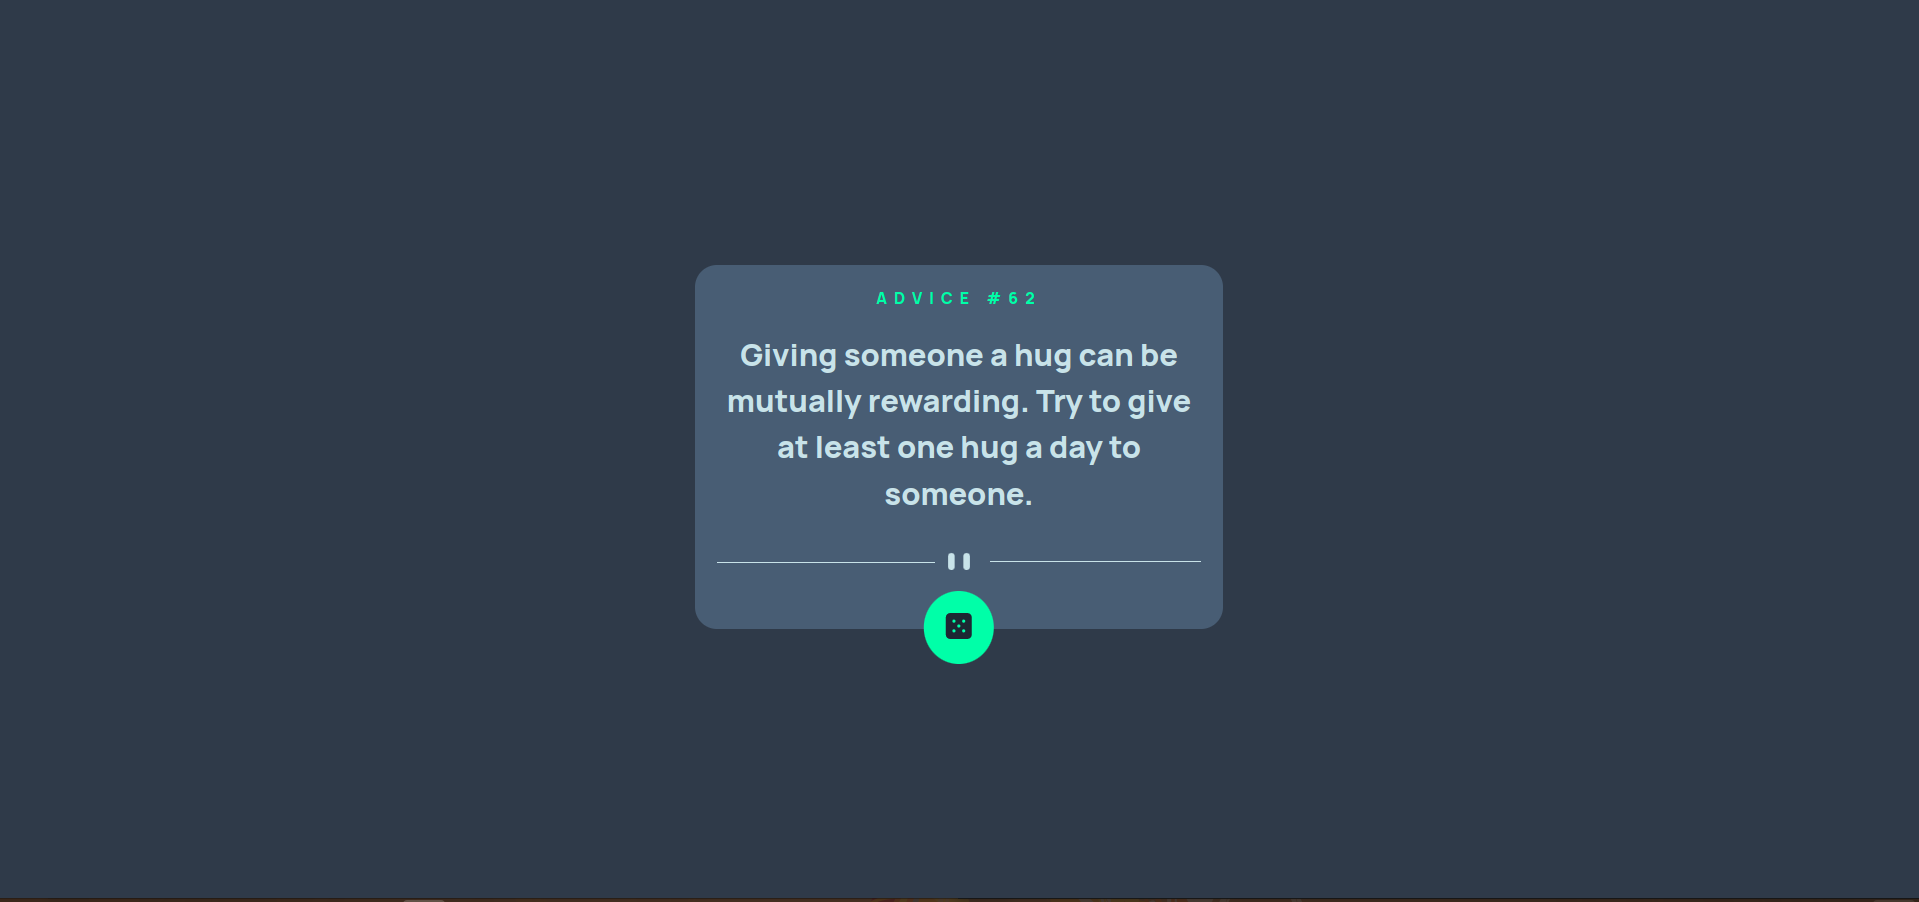 ADVICE #62
Giving someone a hug can be
mutually rewarding. Try to give
at least one hug a day to
someone.